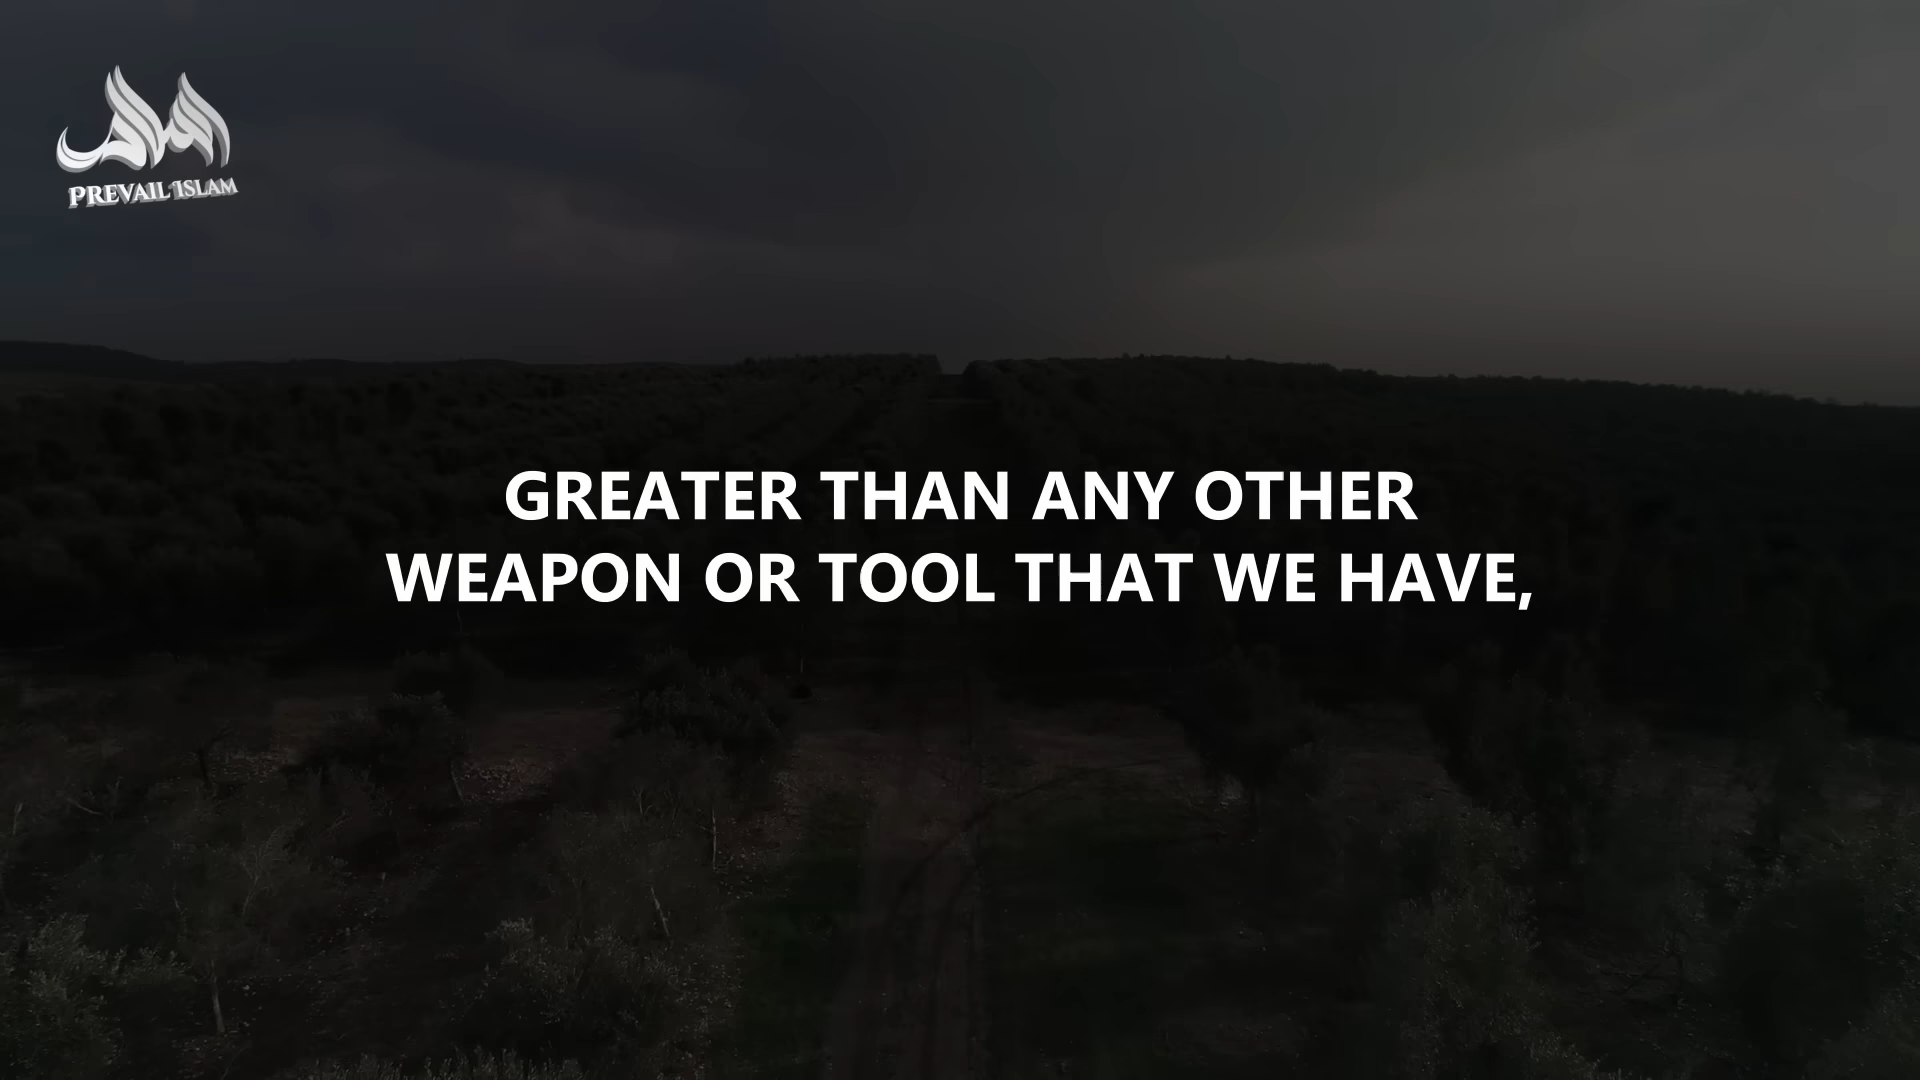 PREVAIL ISLAM
GREATER THAN ANY OTHER
WEAPON OR TOOL THAT WE HAVE,